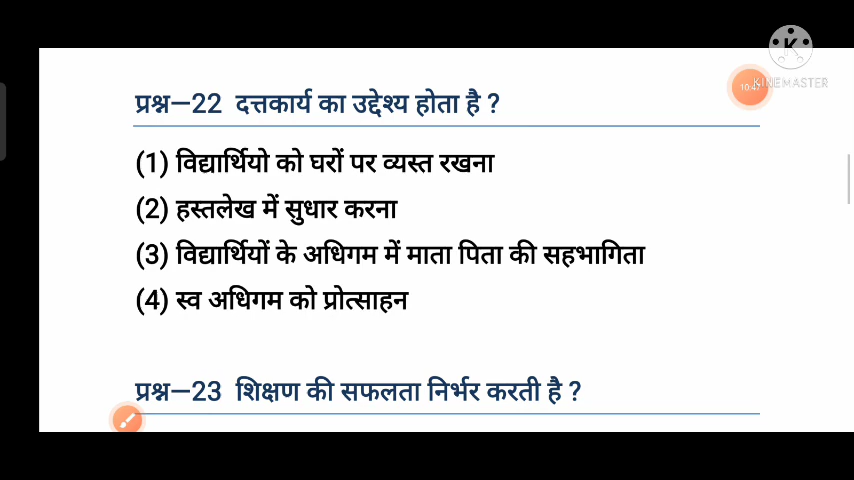 KINEMASTER
प्रश्न—22 दत्तकार्य का उद्देश्य होता है ?
(1) विद्यार्थियो को घरों पर व्यस्त रखना
(2) हस्तलेख में सुधार करना
(3) विद्यार्थियों के अधिगम में माता पिता की सहभागिता
(4) स्व अधिगम को प्रोत्साहन
प्रश्न—23 शिक्षण की सफलता निर्भर करती है ?